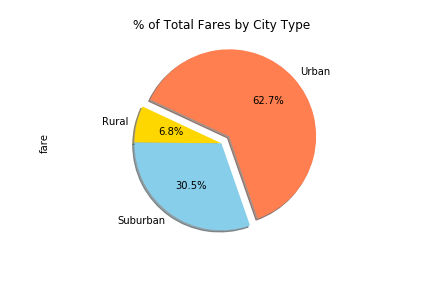 % of Total Fares by City Type
Urban
62.7%
Rural
6.8%
fare
30.5%
Suburban